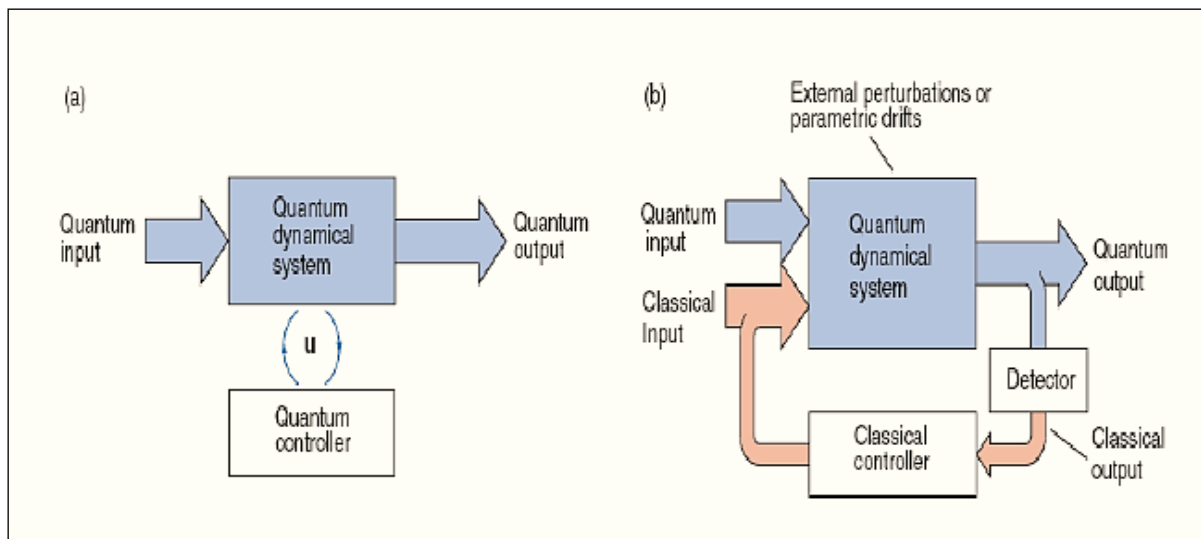 (a)
Quantum
input
Quantum
dynamical
system
Quantum
output
u
Quantum
controller
(b)
External perturbations or
parametric drifts
Quantum
input
Classical
Input
Quantum
dynamical
system
Quantum
output
Detector
Classical
controller
Classical
output